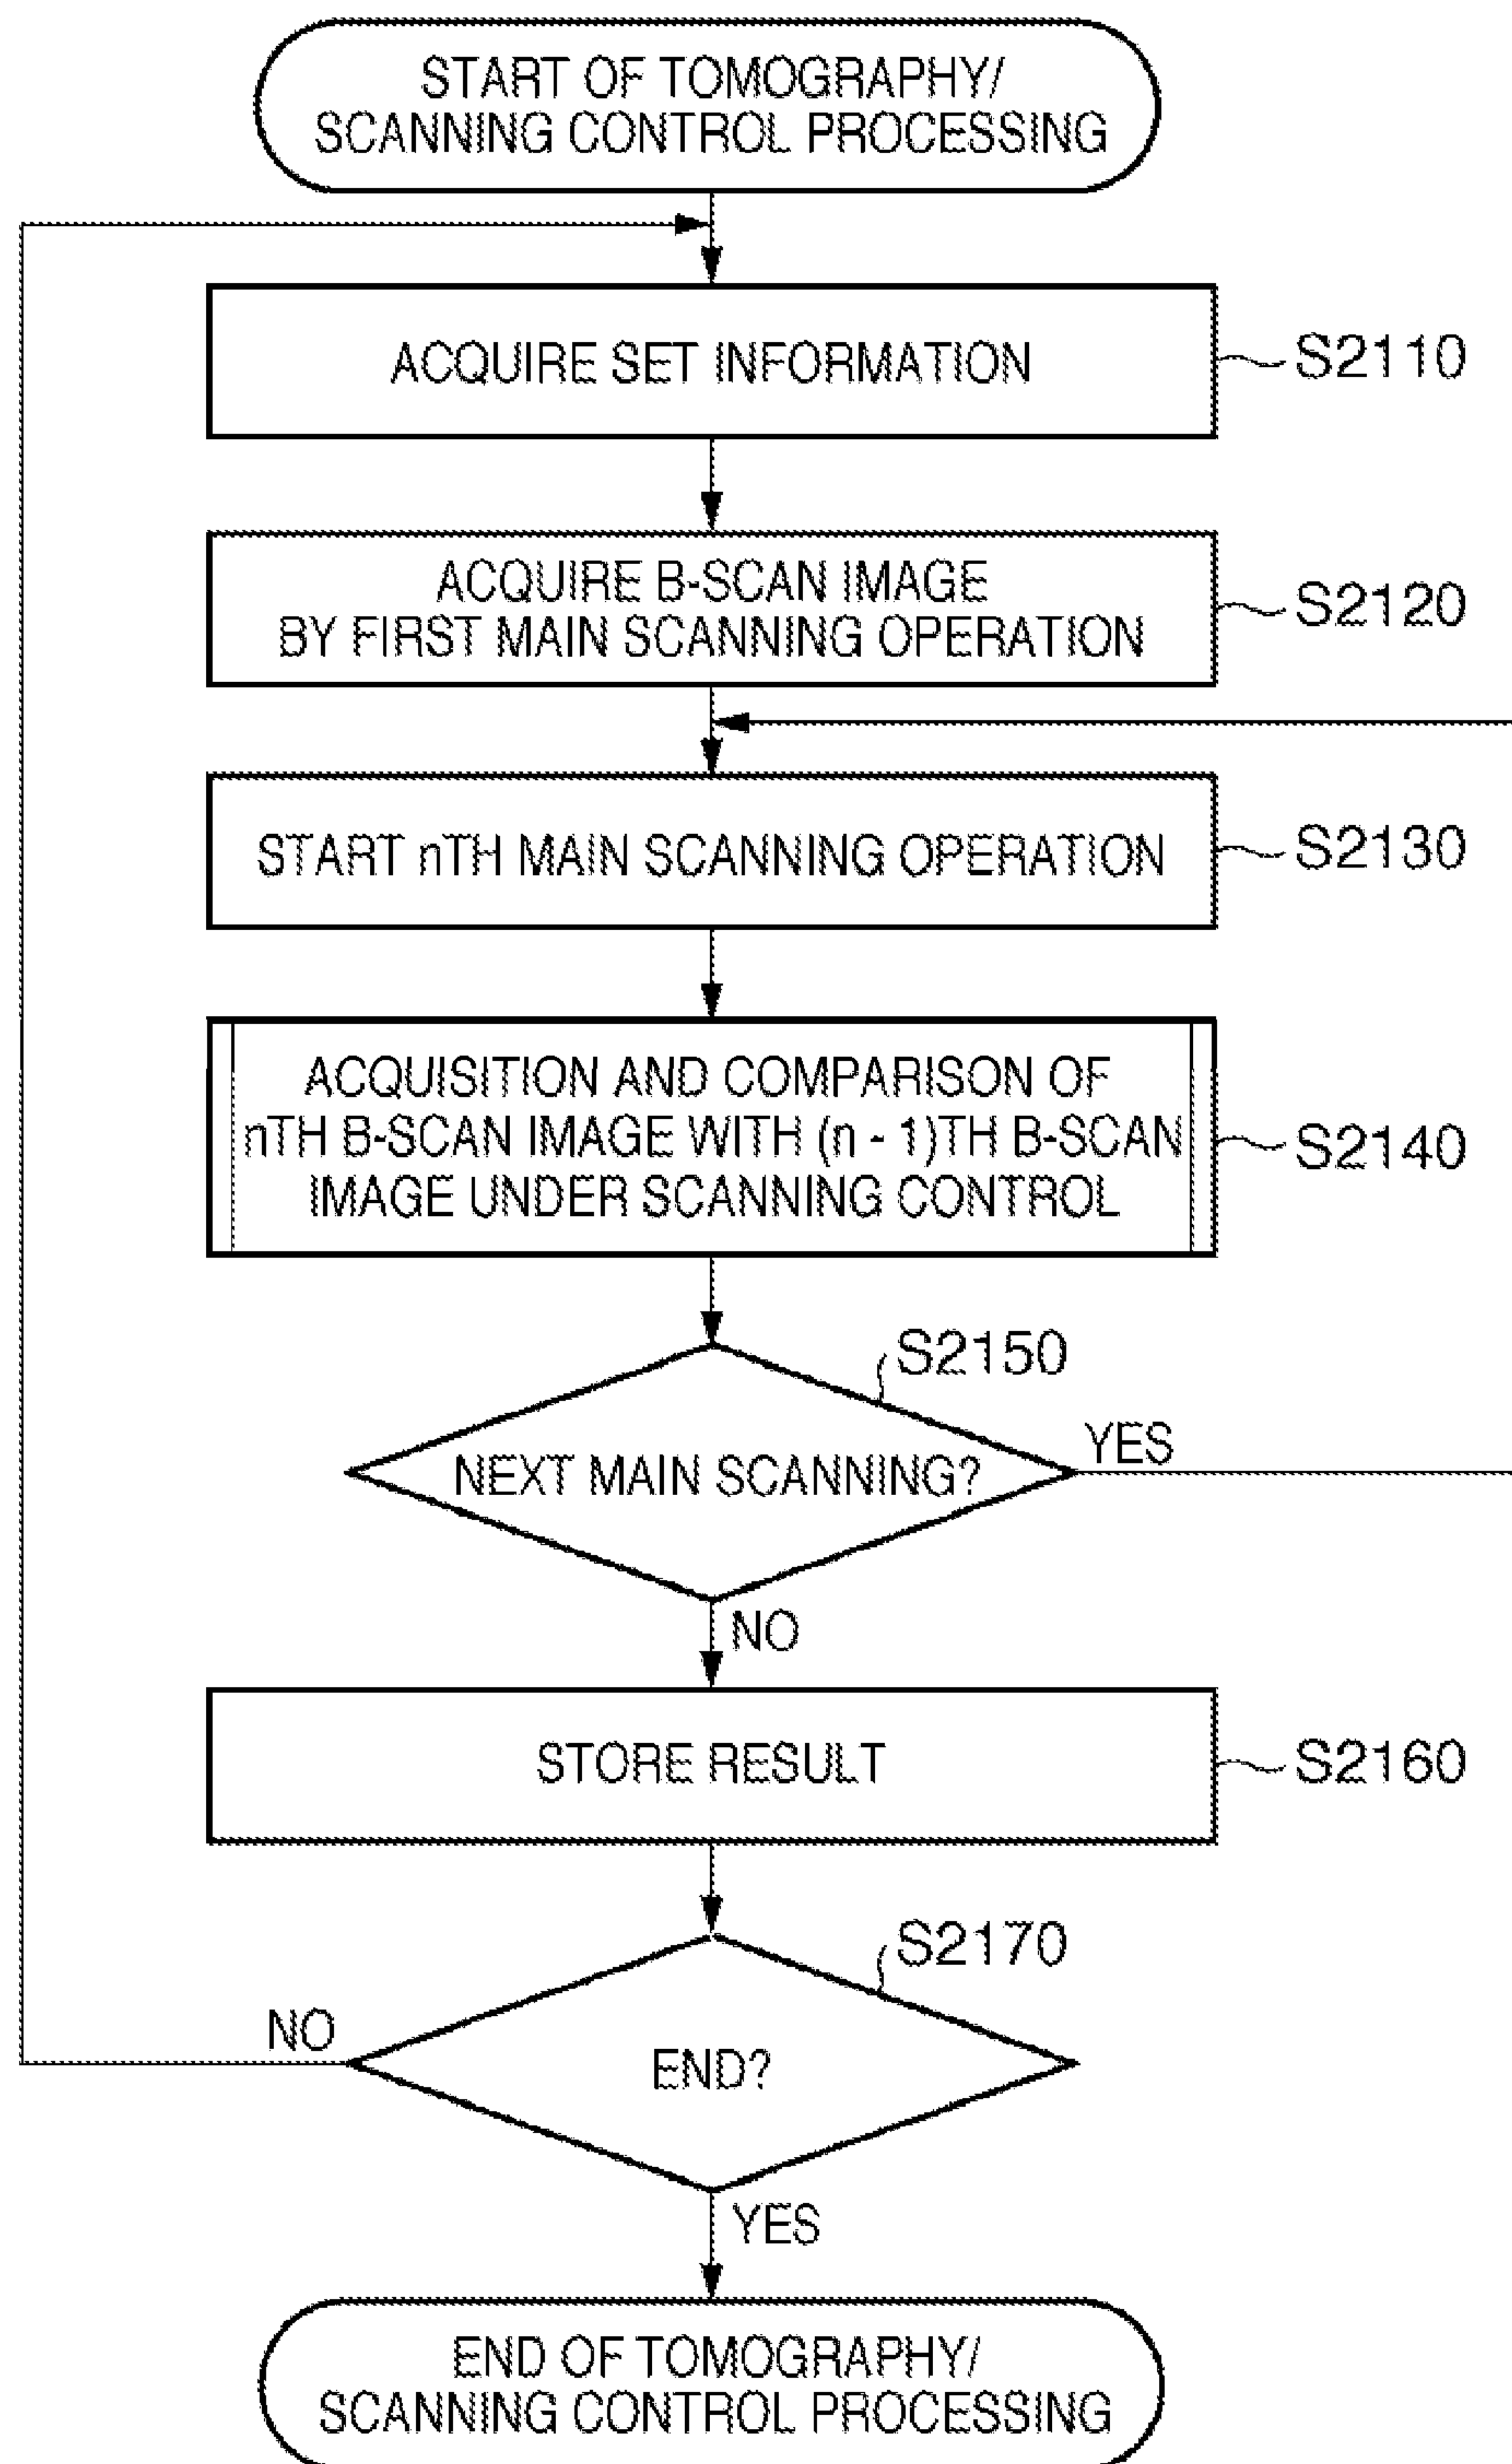 START OF TOMOGRAPHY/
SCANNING CONTROL PROCESSING
ACQUIRE SET INFORMATION
S2110
ACQUIRE B-SCAN IMAGE
BY FIRST MAIN SCANNING OPERATION
S2120
START nTH MAIN SCANNING OPERATION
S2130
ACQUISITION AND COMPARISON OF
nTH B-SCAN IMAGE WITH (n - 1)TH B-SCAN
IMAGE UNDER SCANNING CONTROL
S2140
S2150
NEXT MAIN SCANNING?
YES
NO
STORE RESULT
S2160
S2170
END?
NO
YES
END OF TOMOGRAPHY/
SCANNING CONTROL PROCESSING